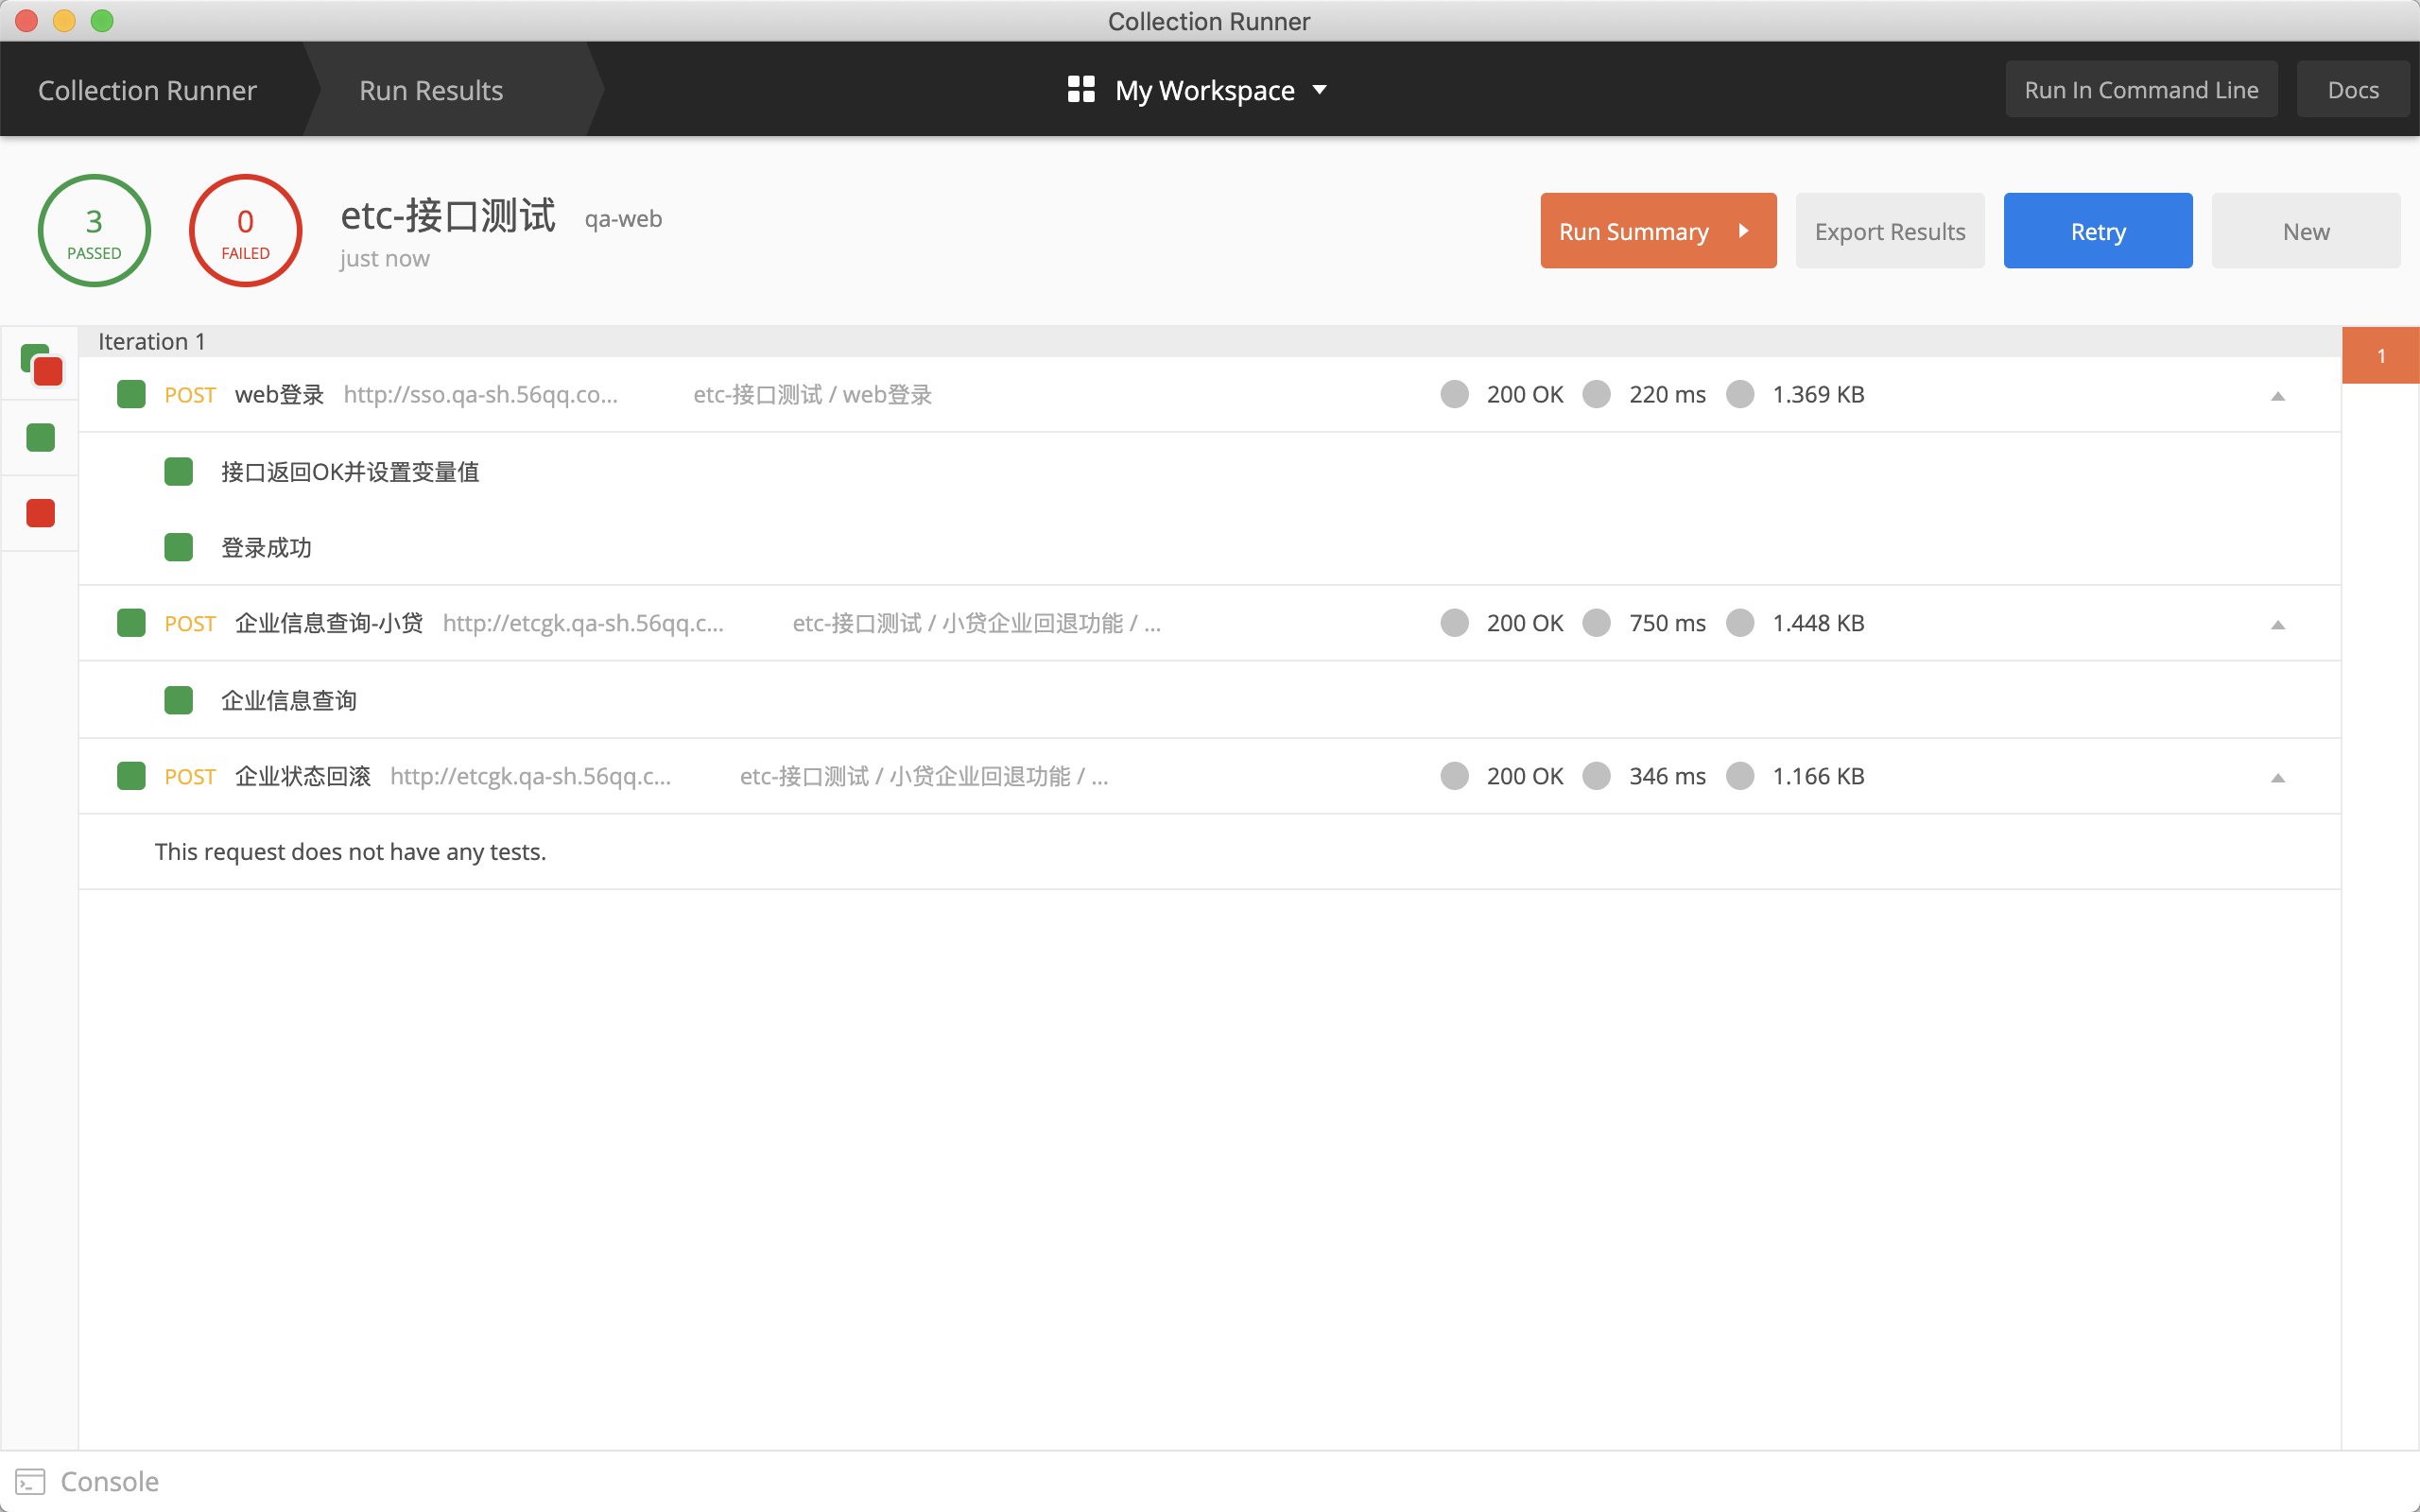 Collection Runner
Collection Runner Run Results My Workspace Run In Command Line Docs
3 PASSED
0 FAILED
etc-接口测试 qa-web
just now
Run Summary Export Results Retry New
Iteration 1
1
POST web登录 http://sso.qa-sh.56qq.co... etc-接口测试 / web登录 200 OK 220 ms 1.369 KB
接口返回OK并设置变量值
登录成功
POST 企业信息查询-小贷 http://etcgk.qa-sh.56qq.c... etc-接口测试 / 小贷企业回退功能 / ... 200 OK 750 ms 1.448 KB
企业信息查询
POST 企业状态回滚 http://etcgk.qa-sh.56qq.c... etc-接口测试 / 小贷企业回退功能 / ... 200 OK 346 ms 1.166 KB
This request does not have any tests.
Console